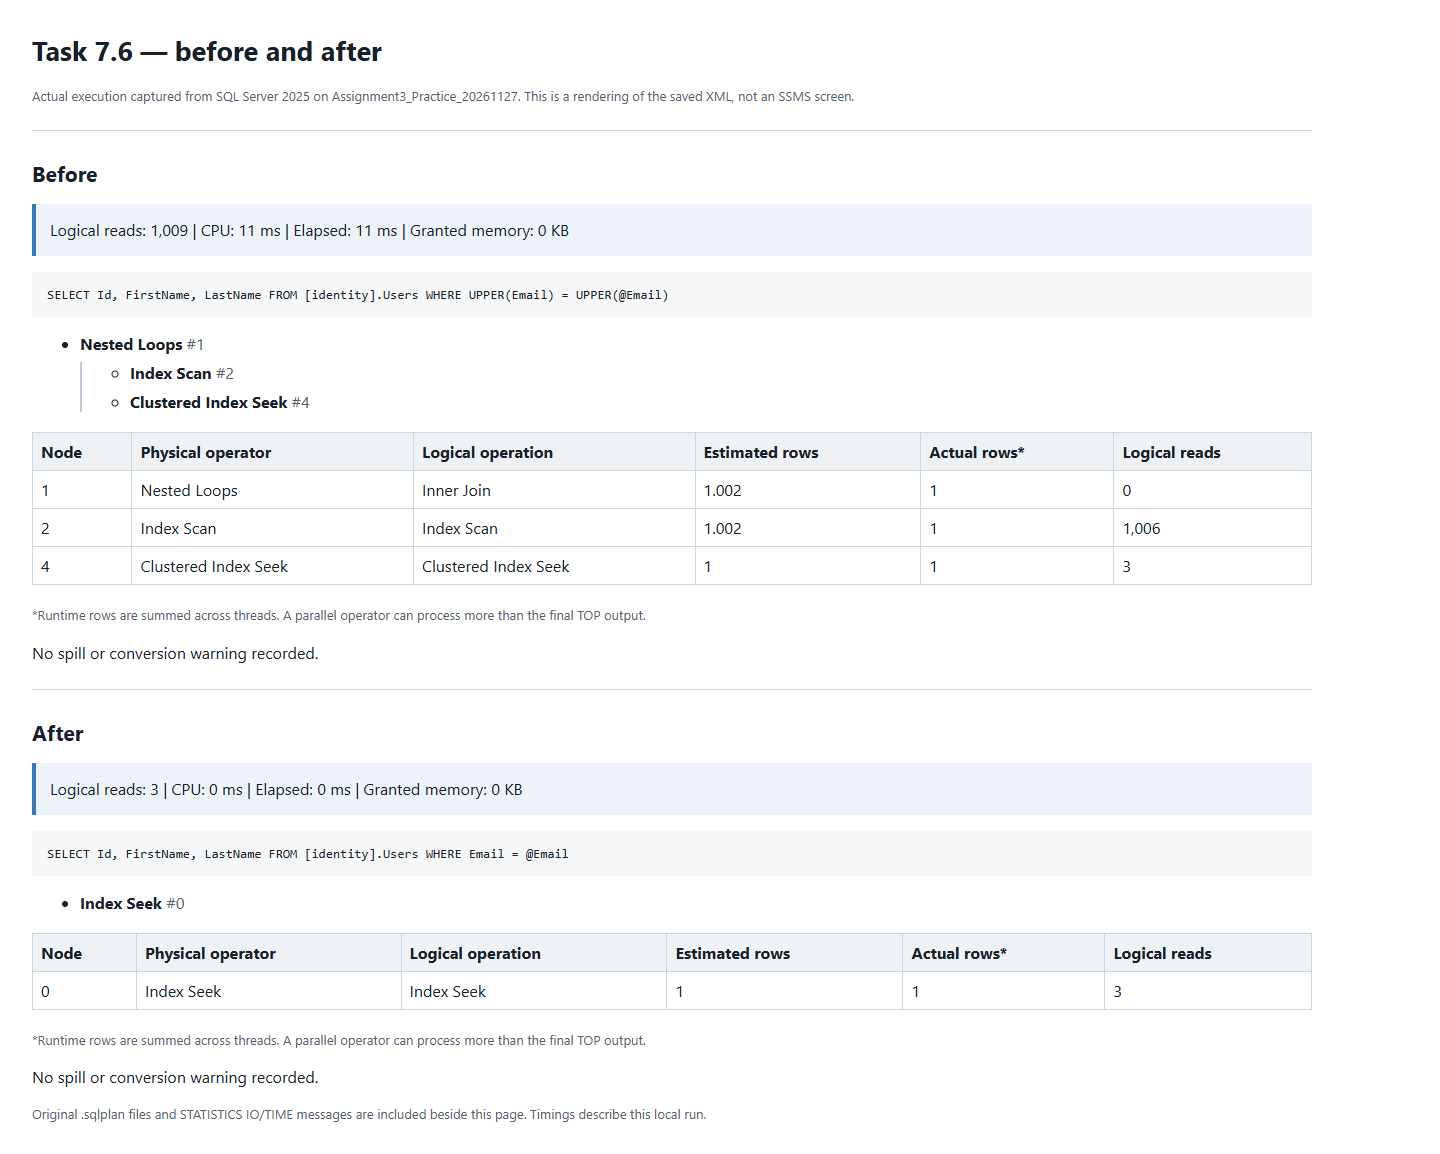 Task 7.6 — before and after
Actual execution captured from SQL Server 2025 on Assignment3_Practice_20261127. This is a rendering of the saved XML, not an SSMS screen.
Before
Logical reads: 1,009 | CPU: 11 ms | Elapsed: 11 ms | Granted memory: 0 KB
SELECT Id, FirstName, LastName FROM [identity].Users WHERE UPPER(Email) = UPPER(@Email)
• Nested Loops #1
○ Index Scan #2
○ Clustered Index Seek #4
Node Physical operator Logical operation Estimated rows Actual rows* Logical reads
1 Nested Loops Inner Join 1.002 1 0
2 Index Scan Index Scan 1.002 1 1,006
4 Clustered Index Seek Clustered Index Seek 1 1 3
*Runtime rows are summed across threads. A parallel operator can process more than the final TOP output.
No spill or conversion warning recorded.
After
Logical reads: 3 | CPU: 0 ms | Elapsed: 0 ms | Granted memory: 0 KB
SELECT Id, FirstName, LastName FROM [identity].Users WHERE Email = @Email
• Index Seek #0
Node Physical operator Logical operation Estimated rows Actual rows* Logical reads
0 Index Seek Index Seek 1 1 3
*Runtime rows are summed across threads. A parallel operator can process more than the final TOP output.
No spill or conversion warning recorded.
Original .sqlplan files and STATISTICS IO/TIME messages are included beside this page. Timings describe this local run.